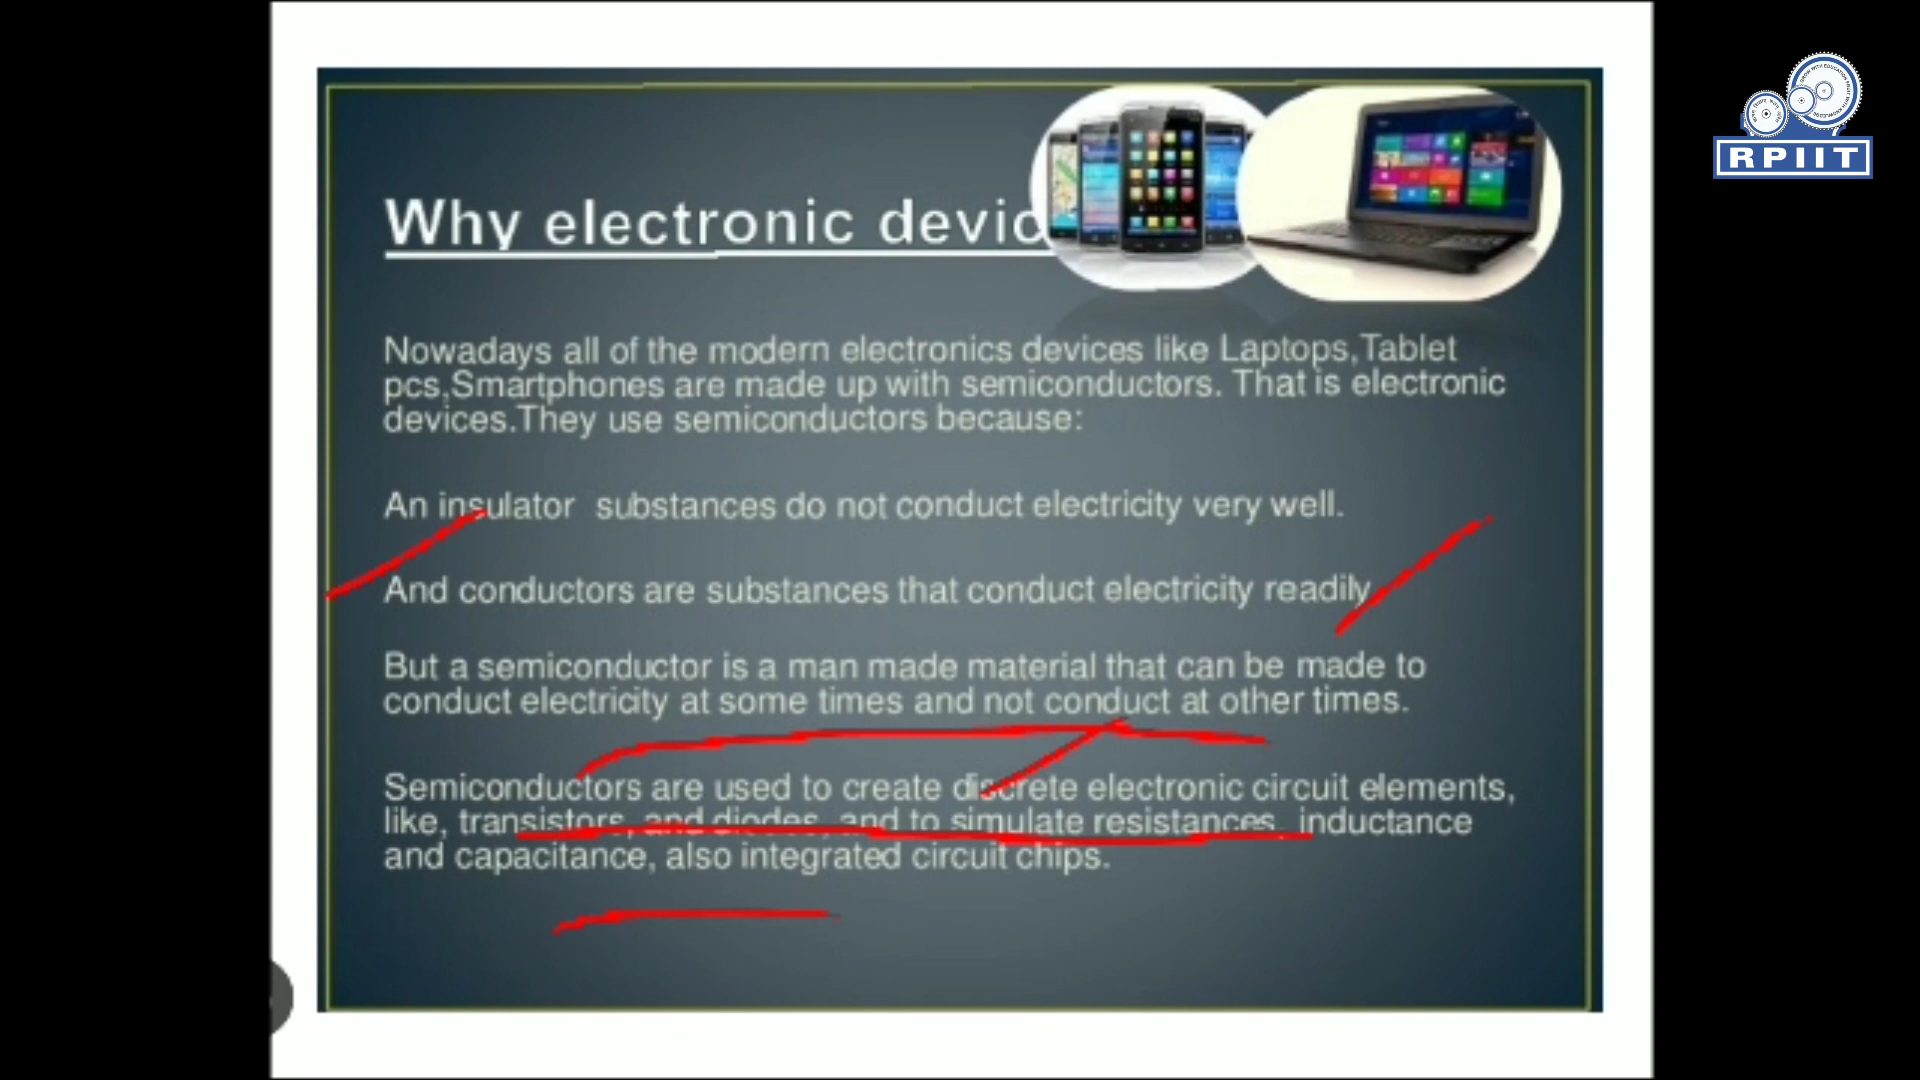 RPIIT
Why electronic devic
Nowadays all of the modern electronics devices like Laptops,Tablet
pcs,Smartphones are made up with semiconductors. That is electronic
devices.They use semiconductors because:
An insulator substances do not conduct electricity very well.
And conductors are substances that conduct electricity readily
But a semiconductor is a man made material that can be made to
conduct electricity at some times and not conduct at other times.
Semiconductors are used to create discrete electronic circuit elements,
like, transistors, and diodes, and to simulate resistances, inductance
and capacitance, also integrated circuit chips.